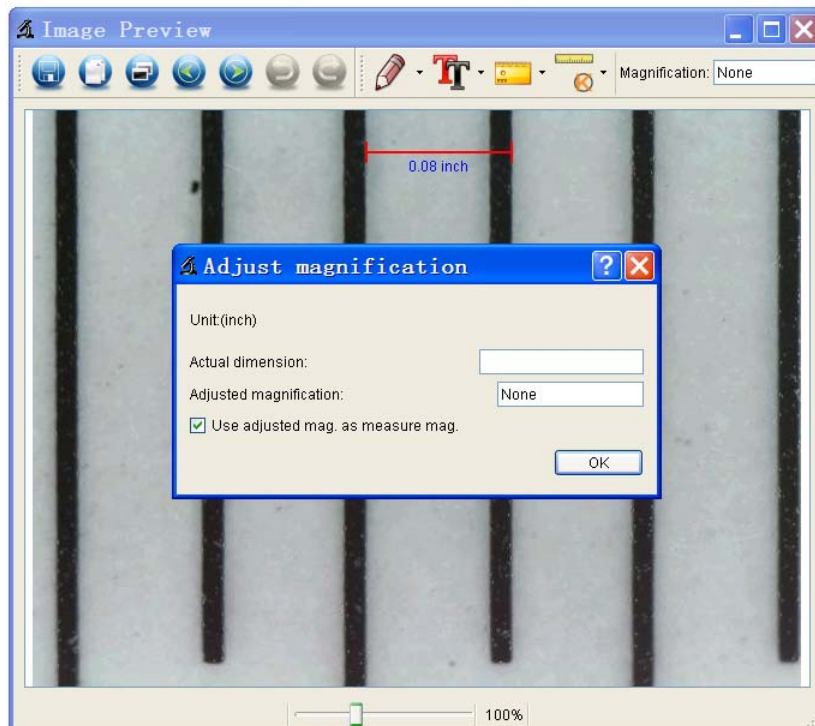 Image Preview
Magnification: None
0.08 inch
Adjust magnification
Unit:(inch)
Actual dimension:
Adjusted magnification: None
Use adjusted mag. as measure mag.
OK
100%